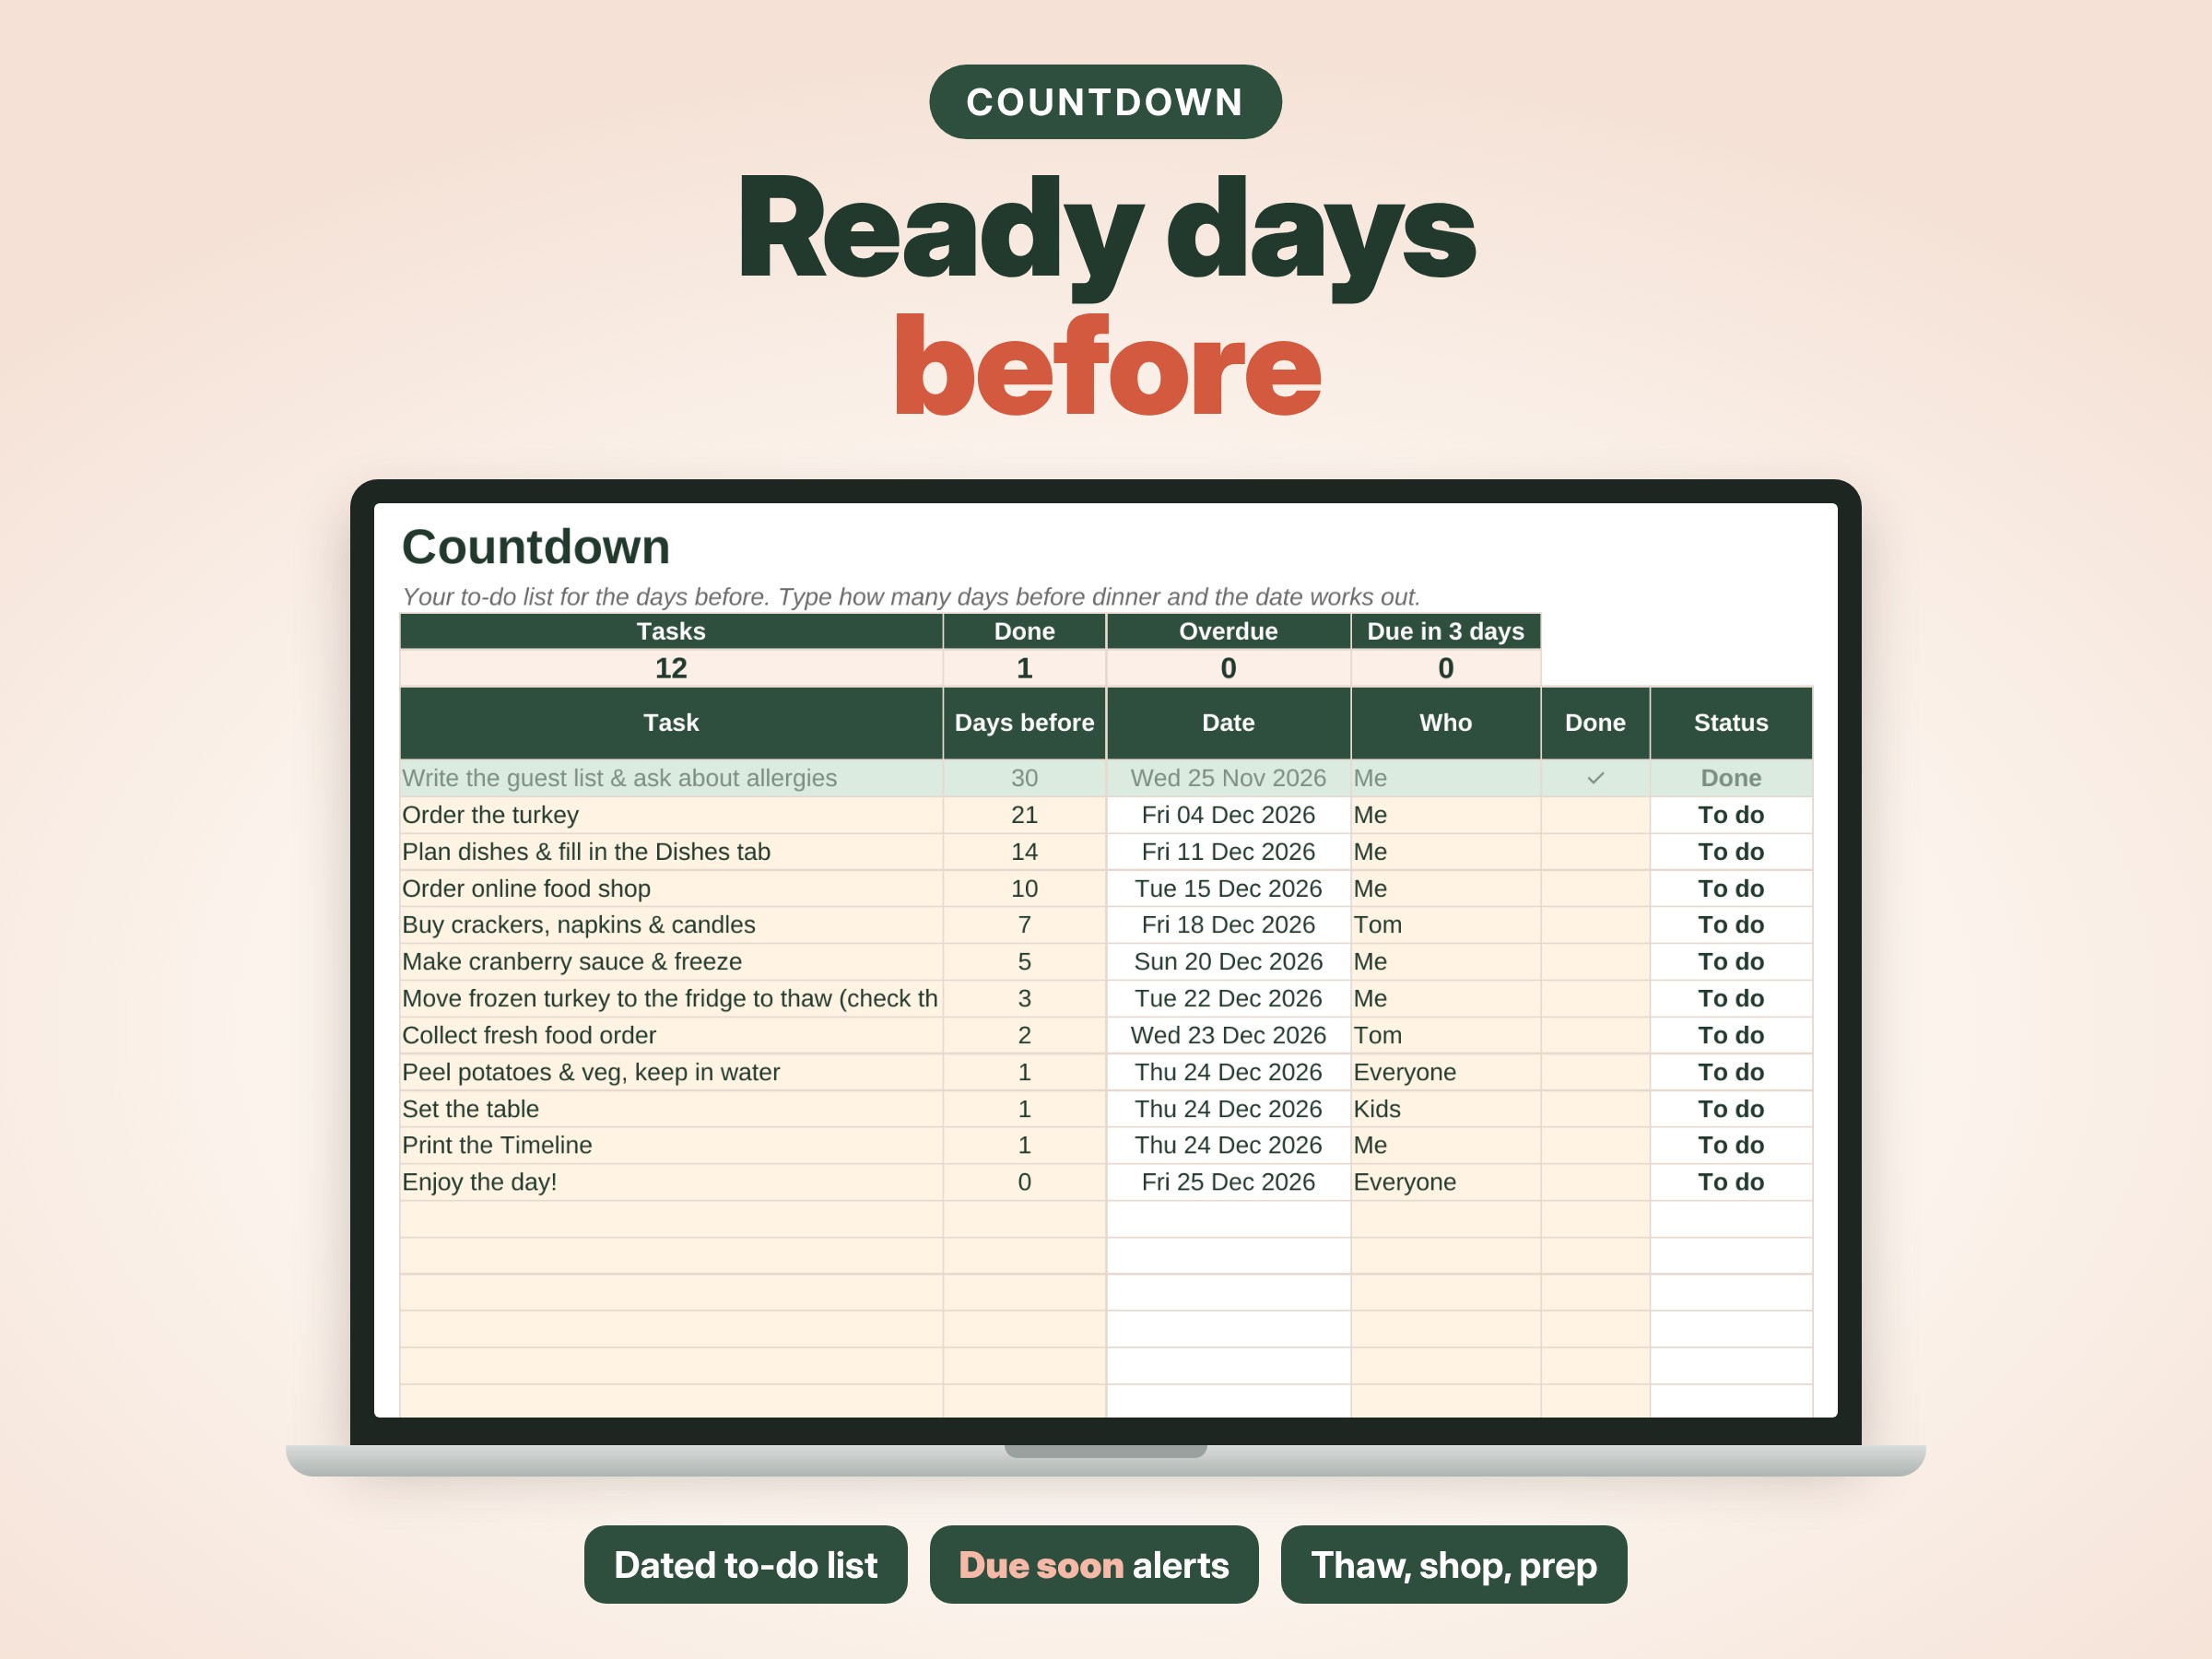 COUNTDOWN
Ready days
before
Countdown
Your to-do list for the days before. Type how many days before dinner and the date works out.
Tasks Done Overdue Due in 3 days
12 1 0 0
Task Days before Date Who Done Status
Write the guest list & ask about allergies 30 Wed 25 Nov 2026 Me ✓ Done
Order the turkey 21 Fri 04 Dec 2026 Me To do
Plan dishes & fill in the Dishes tab 14 Fri 11 Dec 2026 Me To do
Order online food shop 10 Tue 15 Dec 2026 Me To do
Buy crackers, napkins & candles 7 Fri 18 Dec 2026 Tom To do
Make cranberry sauce & freeze 5 Sun 20 Dec 2026 Me To do
Move frozen turkey to the fridge to thaw (check th 3 Tue 22 Dec 2026 Me To do
Collect fresh food order 2 Wed 23 Dec 2026 Tom To do
Peel potatoes & veg, keep in water 1 Thu 24 Dec 2026 Everyone To do
Set the table 1 Thu 24 Dec 2026 Kids To do
Print the Timeline 1 Thu 24 Dec 2026 Me To do
Enjoy the day! 0 Fri 25 Dec 2026 Everyone To do
Dated to-do list
Due soon alerts
Thaw, shop, prep